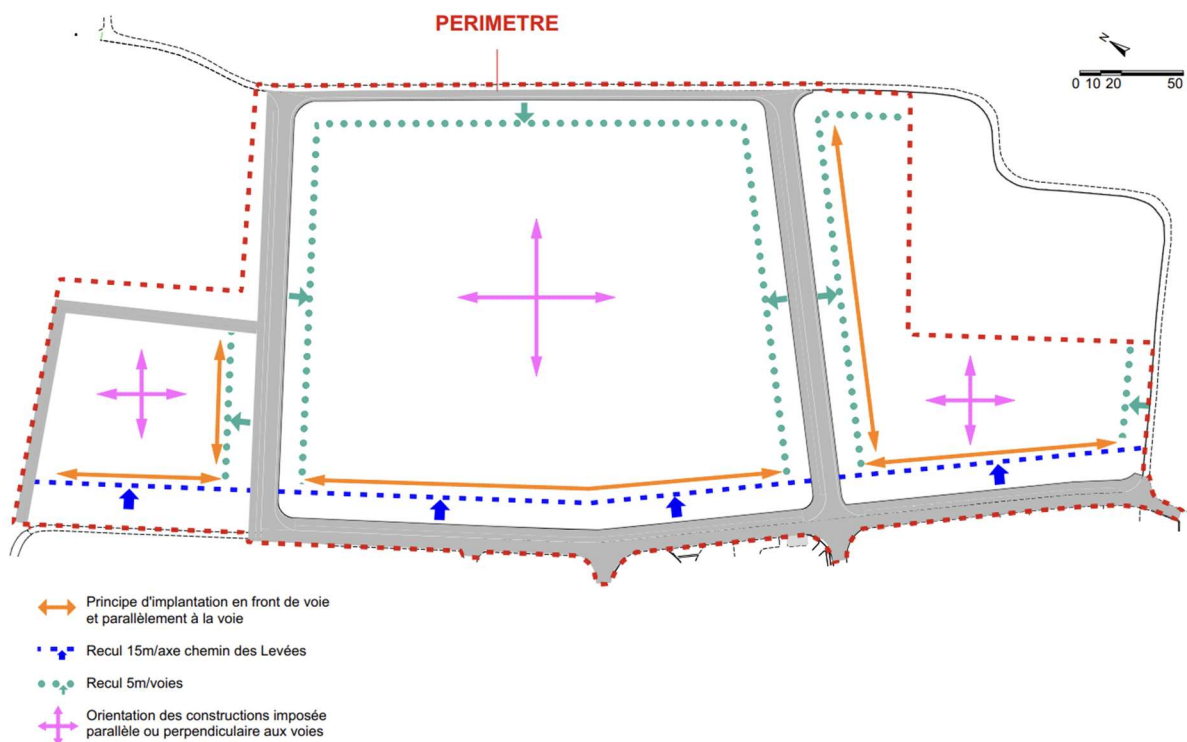 PERIMETRE
N
0 10 20 50
Principe d'implantation en front de voie
et parallèlement à la voie
Recul 15m/axe chemin des Levées
Recul 5m/voies
Orientation des constructions imposée
parallèle ou perpendiculaire aux voies